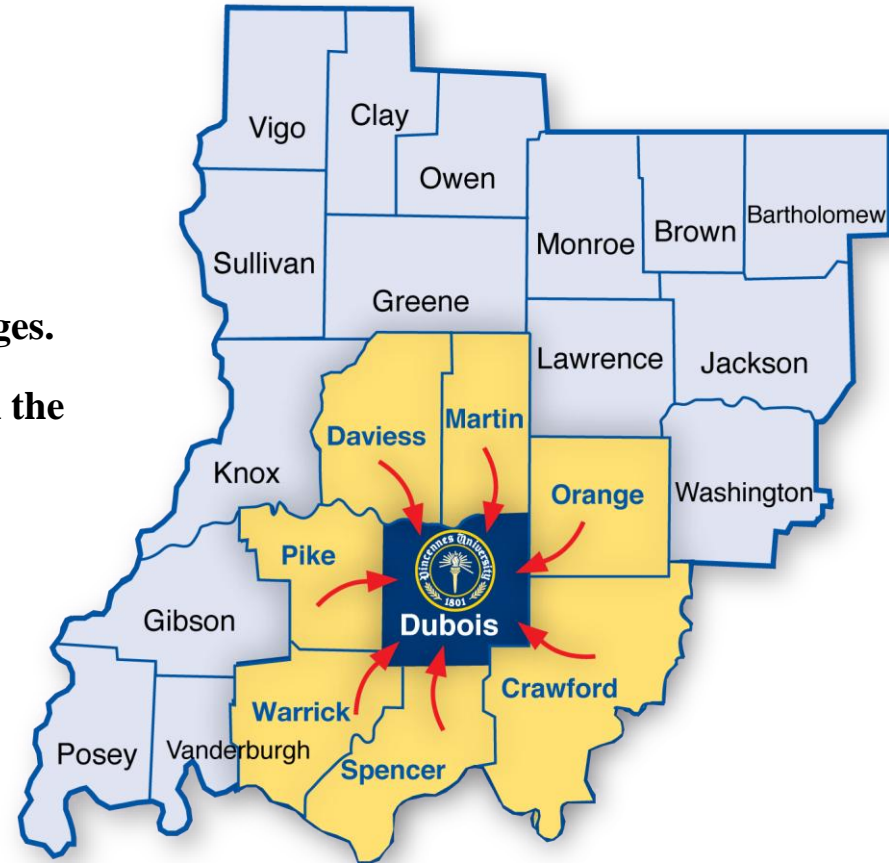 Vigo
Clay
Owen
Monroe
Brown
Bartholomew
Sullivan
Greene
ges.
Lawrence
Jackson
the
Daviess
Martin
Knox
Orange
Washington
Pike
Vincennes University
1801
Gibson
Dubois
Warrick
Crawford
Posey
Vanderburgh
Spencer